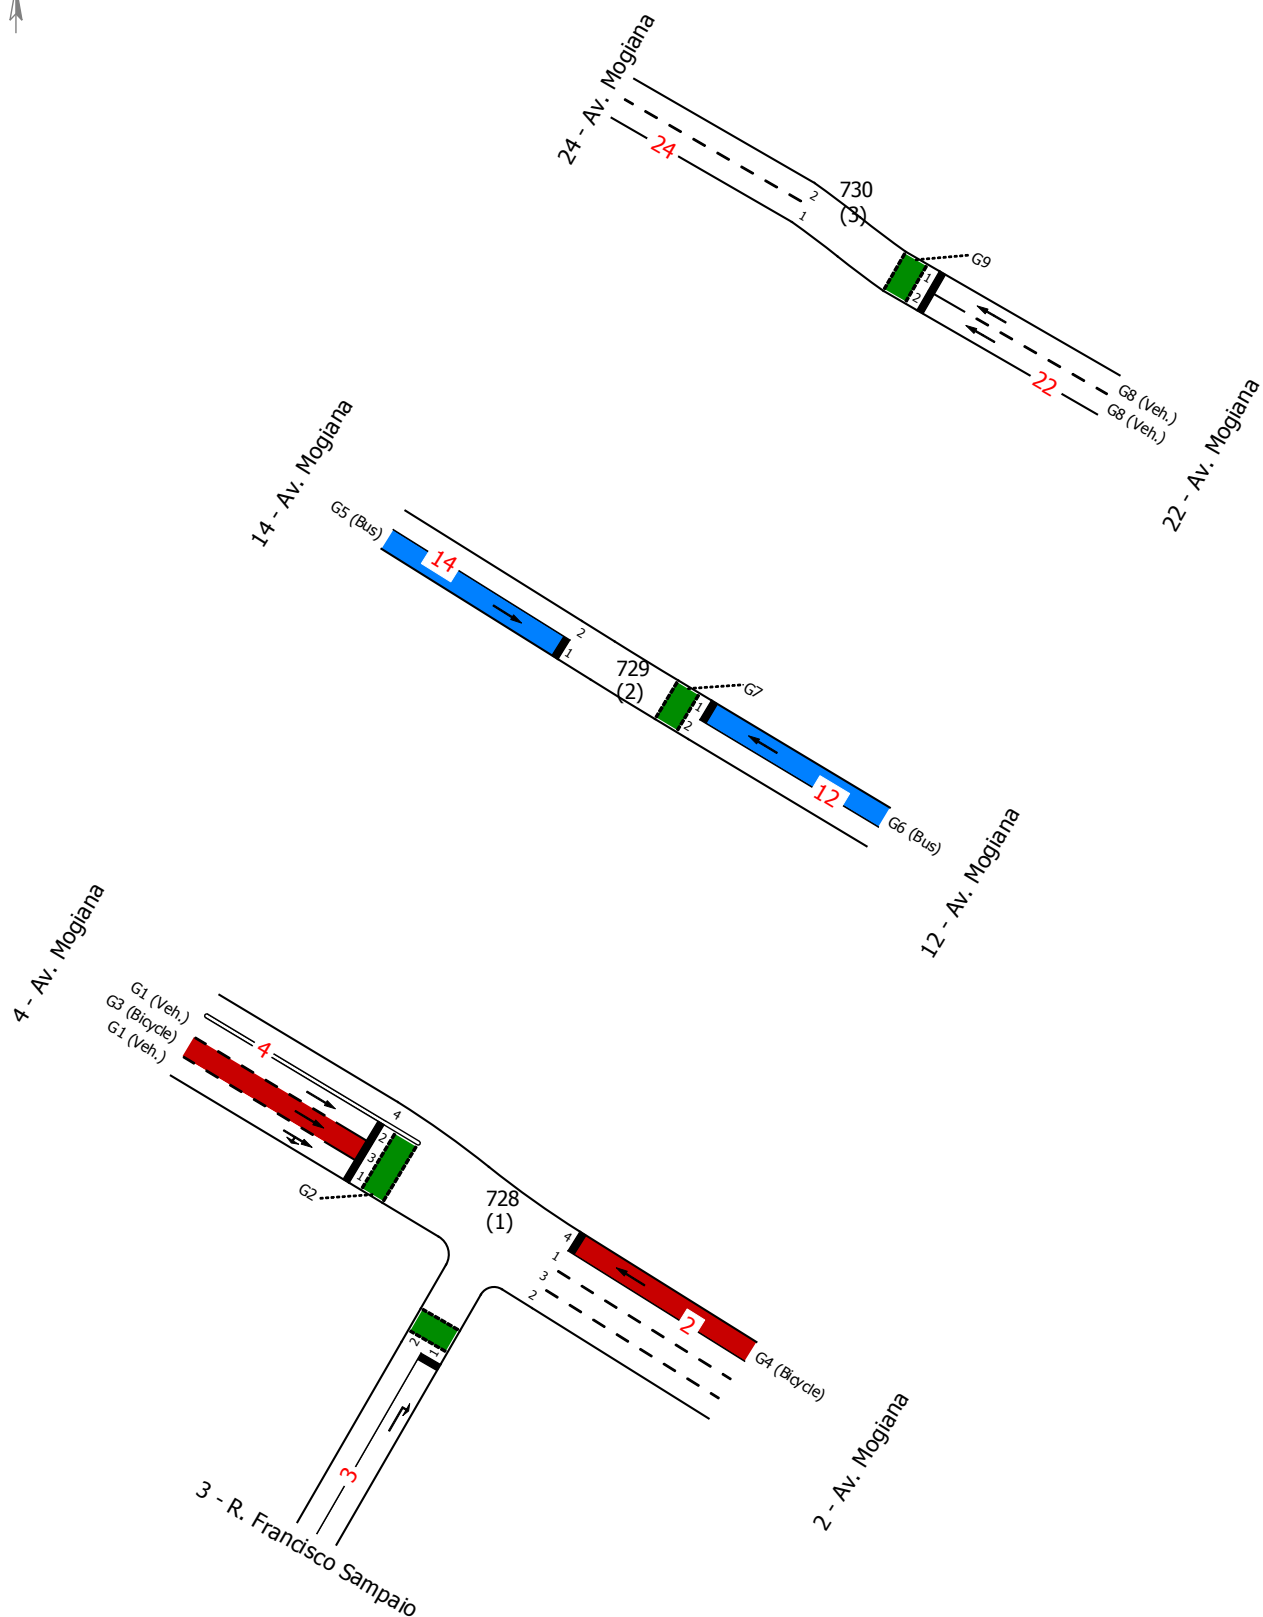 24 - Av. Mogiana
24
2
1
730
(3)
G9
1
2
22
G8 (Veh.)
G8 (Veh.)
22 - Av. Mogiana
14 - Av. Mogiana
G5 (Bus)
14
2
1
729
(2)
G7
1
2
12
G6 (Bus)
12 - Av. Mogiana
4 - Av. Mogiana
G1 (Veh.)
G3 (Bicycle)
G1 (Veh.)
4
4
2
3
1
G2
728
(1)
4
1
3
2
2
G4 (Bicycle)
2 - Av. Mogiana
2
1
3
3 - R. Francisco Sampaio